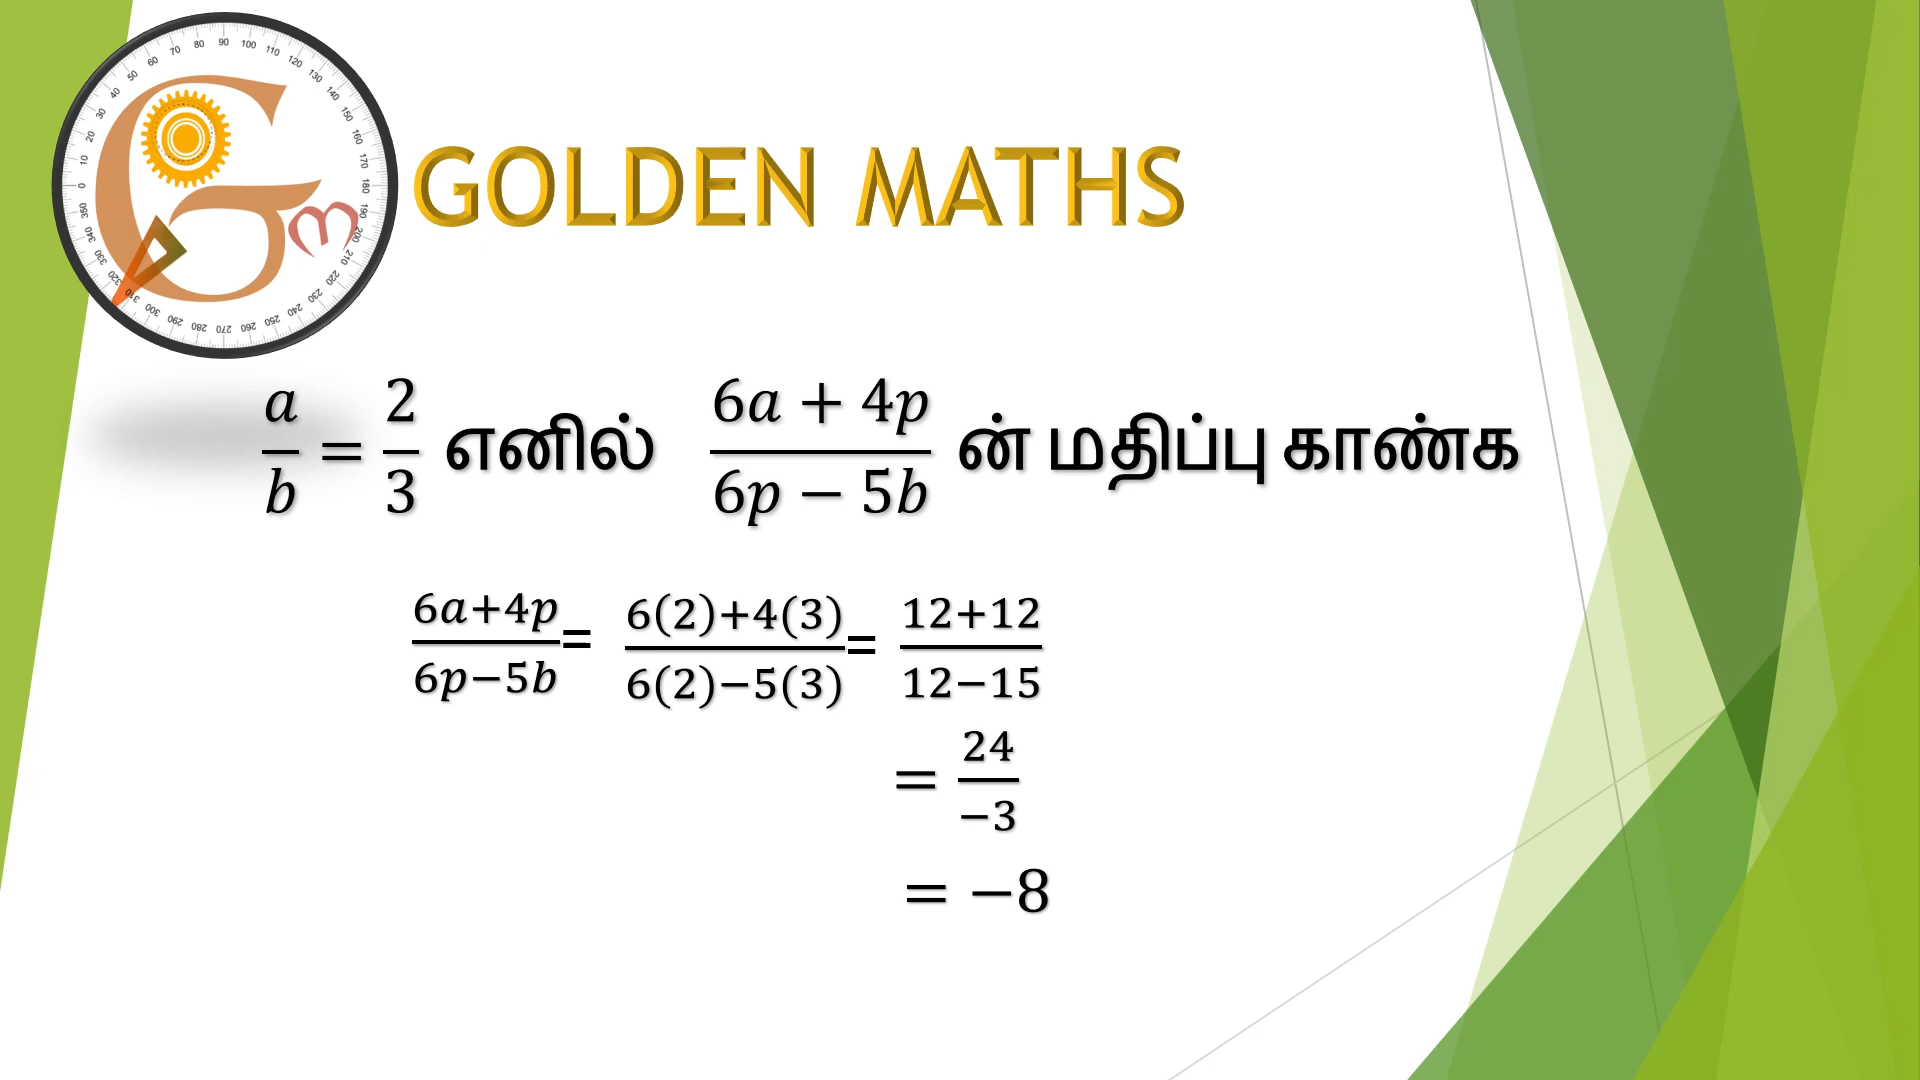 GOLDEN MATHS
a/b = 2/3 எனில் (6a + 4p)/(6p − 5b) ன் மதிப்பு காண்க
(6a+4p)/(6p−5b) = (6(2)+4(3))/(6(2)−5(3)) = (12+12)/(12−15)
= 24/−3
= −8